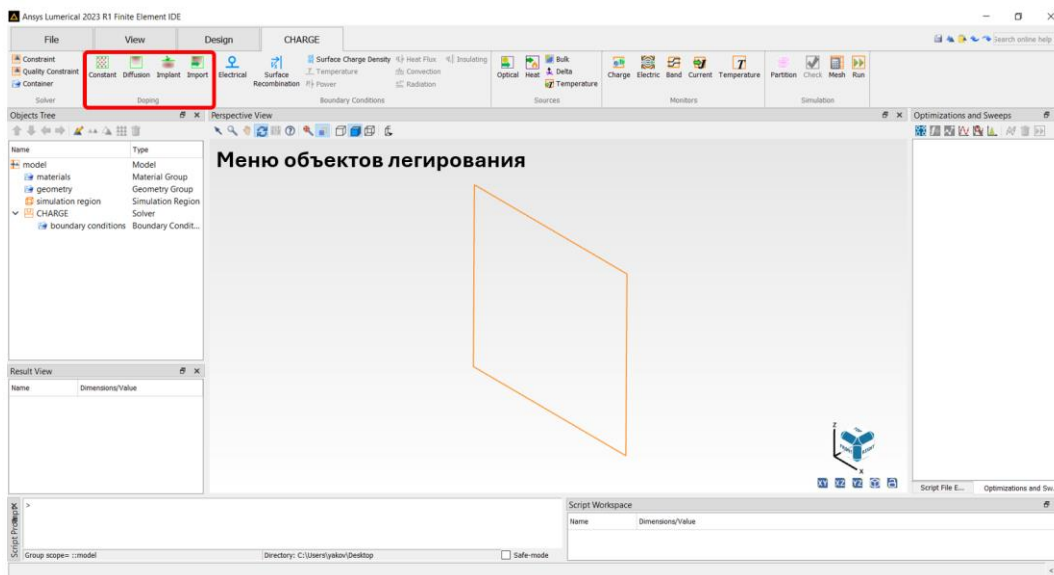 Ansys Lumerical 2023 R1 Finite Element IDE
File View Design CHARGE
Search online help
Constraint
Quality Constraint
Container
Solver
Constant Diffusion Implant Import
Doping
Electrical
Surface Recombination
Surface Charge Density Heat Flux Insulating
Temperature Convection
Power Radiation
Boundary Conditions
Optical Heat
Bulk
Delta
Temperature
Sources
Charge Electric Band Current Temperature
Monitors
Partition Check Mesh Run
Simulation
Objects Tree
Name Type
model Model
materials Material Group
geometry Geometry Group
simulation region Simulation Region
CHARGE Solver
boundary conditions Boundary Condit...
Result View
Name Dimensions/Value
Perspective View
Меню объектов легирования
z
x
XY XZ YZ
Optimizations and Sweeps
Script File E... Optimizations and Sw...
Script Prompt
>
Group scope= ::model Directory: C:\Users\yakov\Desktop Safe-mode
Script Workspace
Name Dimensions/Value